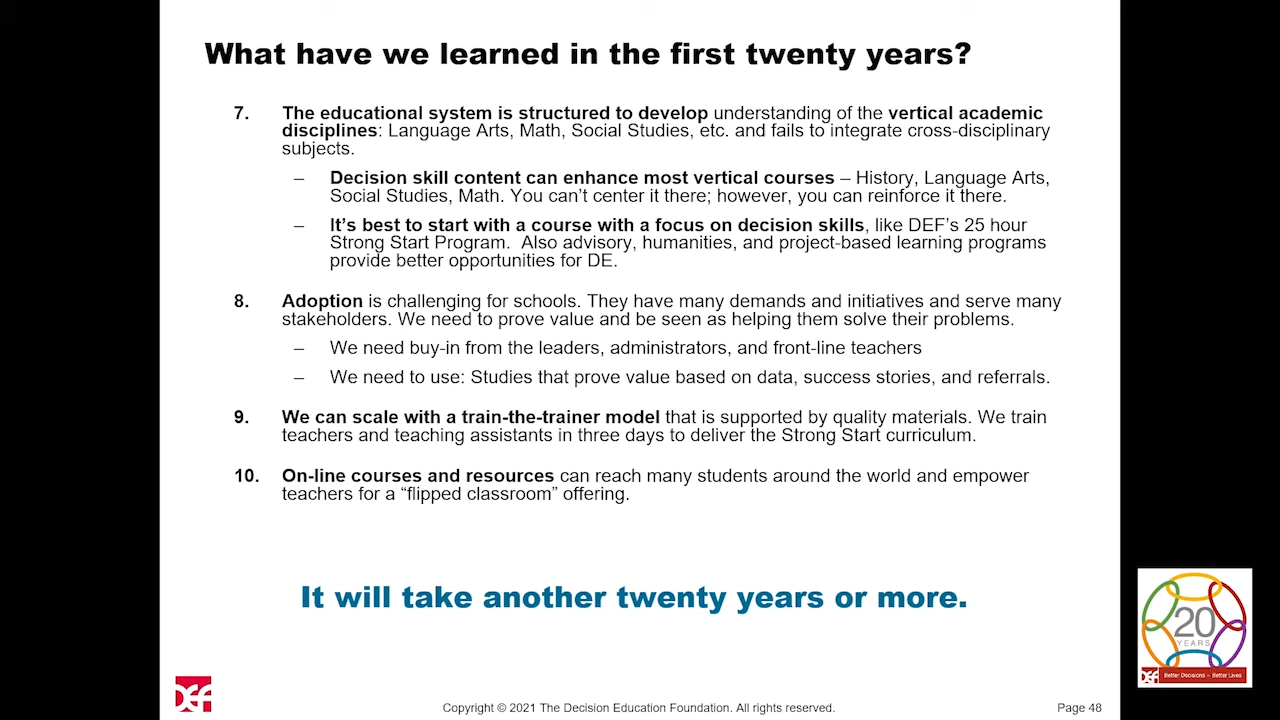 What have we learned in the first twenty years?
7. The educational system is structured to develop understanding of the vertical academic
disciplines: Language Arts, Math, Social Studies, etc. and fails to integrate cross-disciplinary
subjects.
– Decision skill content can enhance most vertical courses – History, Language Arts,
Social Studies, Math. You can’t center it there; however, you can reinforce it there.
– It’s best to start with a course with a focus on decision skills, like DEF’s 25 hour
Strong Start Program. Also advisory, humanities, and project-based learning programs
provide better opportunities for DE.
8. Adoption is challenging for schools. They have many demands and initiatives and serve many
stakeholders. We need to prove value and be seen as helping them solve their problems.
– We need buy-in from the leaders, administrators, and front-line teachers
– We need to use: Studies that prove value based on data, success stories, and referrals.
9. We can scale with a train-the-trainer model that is supported by quality materials. We train
teachers and teaching assistants in three days to deliver the Strong Start curriculum.
10. On-line courses and resources can reach many students around the world and empower
teachers for a “flipped classroom” offering.
It will take another twenty years or more.
20
YEARS
DEF Better Decisions – Better Lives
DEF
Copyright © 2021 The Decision Education Foundation. All rights reserved.
Page 48